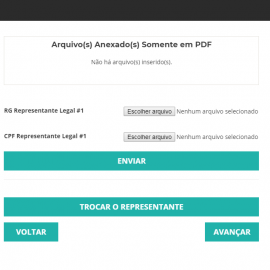 Arquivo(s) Anexado(s) Somente em PDF
Não há arquivo(s) inserido(s).
RG Representante Legal #1 Escolher arquivo Nenhum arquivo selecionado
CPF Representante Legal #1 Escolher arquivo Nenhum arquivo selecionado
ENVIAR
TROCAR O REPRESENTANTE
VOLTAR AVANÇAR